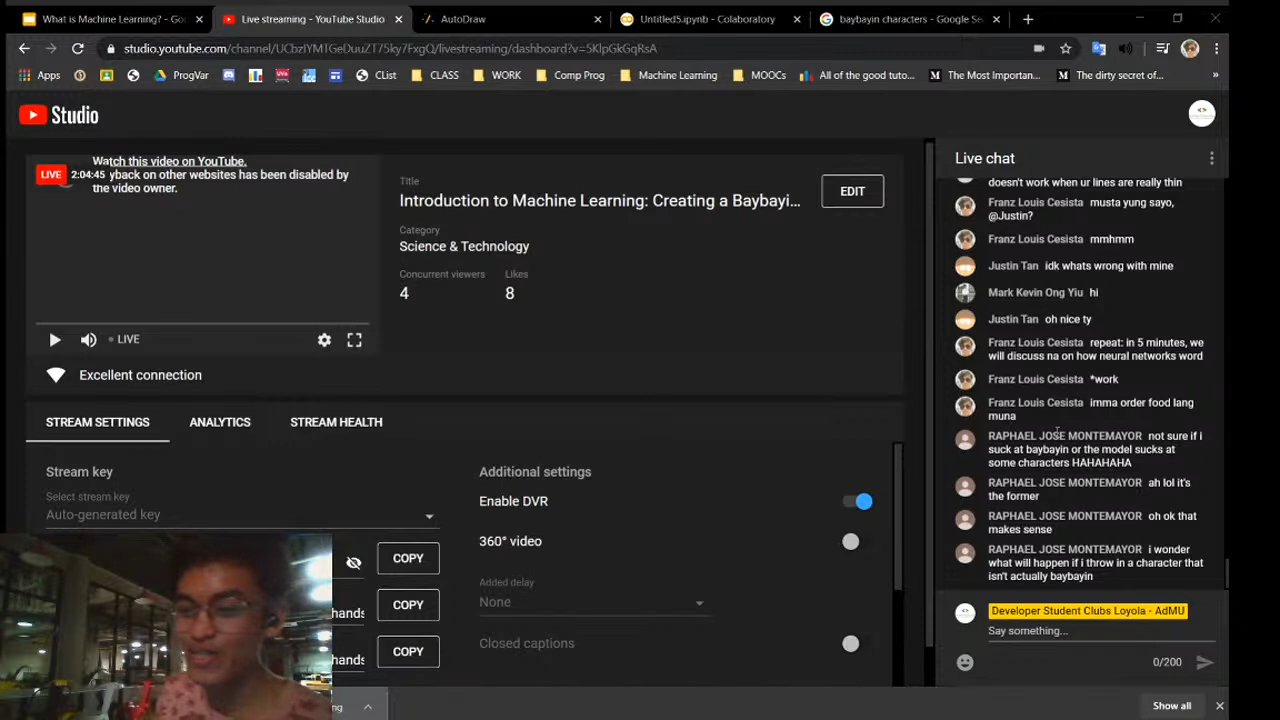 What is Machine Learning? - Go
Live streaming - YouTube Studio
AutoDraw
Untitled5.ipynb - Colaboratory
baybayin characters - Google Se
studio.youtube.com
Apps
ProgVar
CList
CLASS
WORK
Comp Prog
Machine Learning
MOOCs
All of the good tuto...
The Most Importan...
The dirty secret of...
»
Studio
Watch this video on YouTube.
LIVE 2:04:45 yback on other websites has been disabled by
the video owner.
LIVE
Excellent connection
Title
Introduction to Machine Learning: Creating a Baybayi...
EDIT
Category
Science & Technology
Concurrent viewers
Likes
4
8
STREAM SETTINGS
ANALYTICS
STREAM HEALTH
Stream key
Select stream key
Auto-generated key
COPY
hands
COPY
hands
COPY
Additional settings
Enable DVR
360° video
Added delay
None
Closed captions
Live chat
doesn't work when ur lines are really thin
Franz Louis Cesista musta yung sayo,
@Justin?
Franz Louis Cesista mmhmm
Justin Tan idk whats wrong with mine
Mark Kevin Ong Yiu hi
Justin Tan oh nice ty
Franz Louis Cesista repeat: in 5 minutes, we
will discuss na on how neural networks word
Franz Louis Cesista *work
Franz Louis Cesista imma order food lang
muna
RAPHAEL JOSE MONTEMAYOR not sure if i
suck at baybayin or the model sucks at
some characters HAHAHAHA
RAPHAEL JOSE MONTEMAYOR ah lol it's
the former
RAPHAEL JOSE MONTEMAYOR oh ok that
makes sense
RAPHAEL JOSE MONTEMAYOR i wonder
what will happen if i throw in a character that
isn't actually baybayin
Developer Student Clubs Loyola - AdMU
Say something...
0/200
ng
Show all